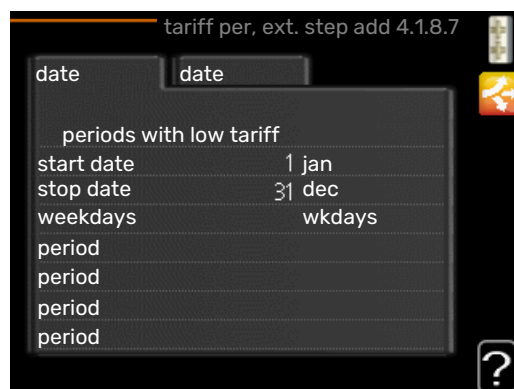 tariff per, ext. step add 4.1.8.7
date date
periods with low tariff
start date 1 jan
stop date 31 dec
weekdays wkdays
period
period
period
period
?